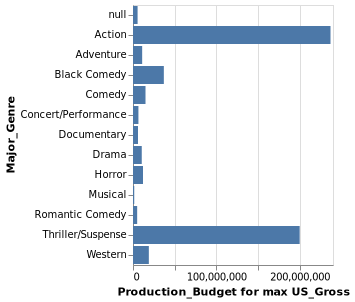 null
Action
Adventure
Black Comedy
Comedy
Concert/Performance
Documentary
Drama
Horror
Musical
Romantic Comedy
Thriller/Suspense
Western
Major_Genre
0 100,000,000 200,000,000
Production_Budget for max US_Gross